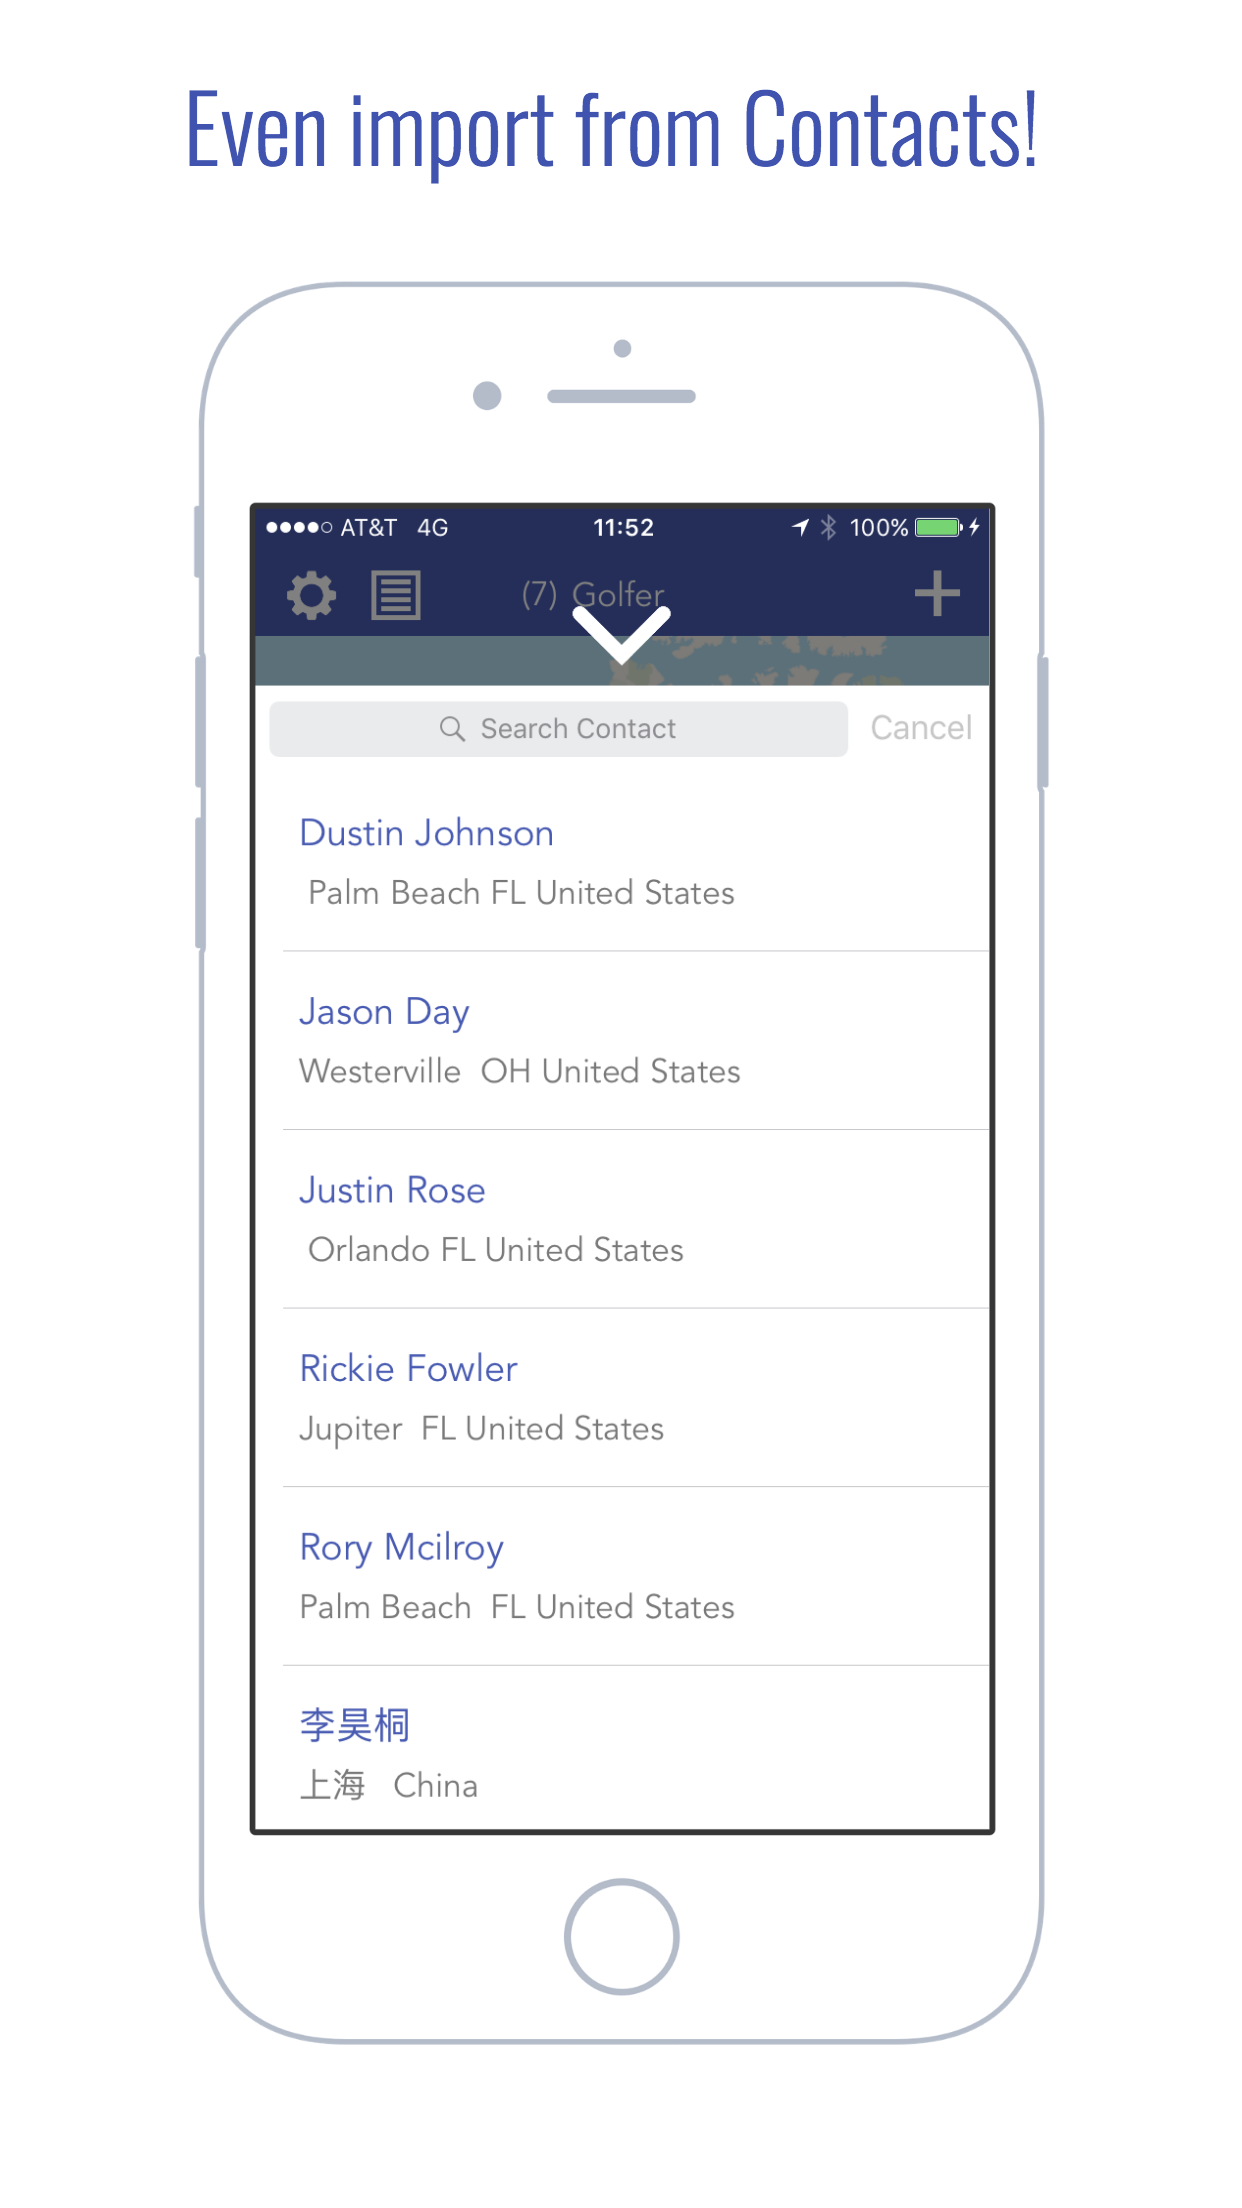 Even import from Contacts!
AT&T 4G 11:52 100%
(7) Golfer
Search Contact Cancel
Dustin Johnson
Palm Beach FL United States
Jason Day
Westerville OH United States
Justin Rose
Orlando FL United States
Rickie Fowler
Jupiter FL United States
Rory Mcilroy
Palm Beach FL United States
李昊桐
上海 China